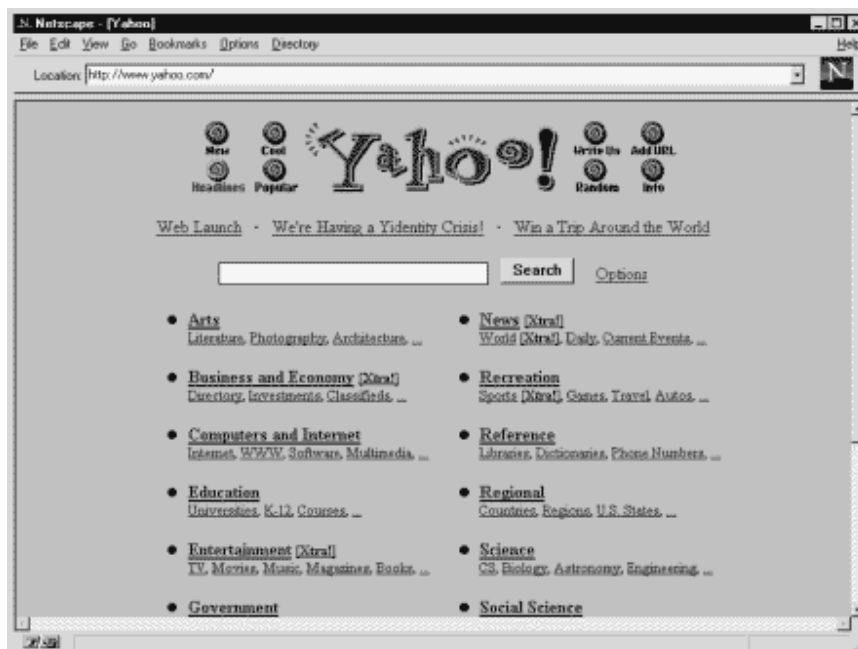 Netscape - [Yahoo]
File Edit View Go Bookmarks Options Directory Help
Location: http://www.yahoo.com/ N
New Cool Yahoo! Write Us Add URL
Headlines Popular Random Info
Web Launch - We're Having a Yidentity Crisis! - Win a Trip Around the World
Search Options
Arts
Literature, Photography, Architecture, ...
Business and Economy [Xtra!]
Directory, Investments, Classifieds, ...
Computers and Internet
Internet, WWW, Software, Multimedia, ...
Education
Universities, K-12, Courses, ...
Entertainment [Xtra!]
TV, Movies, Music, Magazines, Books, ...
Government
News [Xtra!]
World [Xtra!], Daily, Current Events, ...
Recreation
Sports [Xtra!], Games, Travel, Autos, ...
Reference
Libraries, Dictionaries, Phone Numbers, ...
Regional
Countries, Regions, U.S. States, ...
Science
CS, Biology, Astronomy, Engineering, ...
Social Science